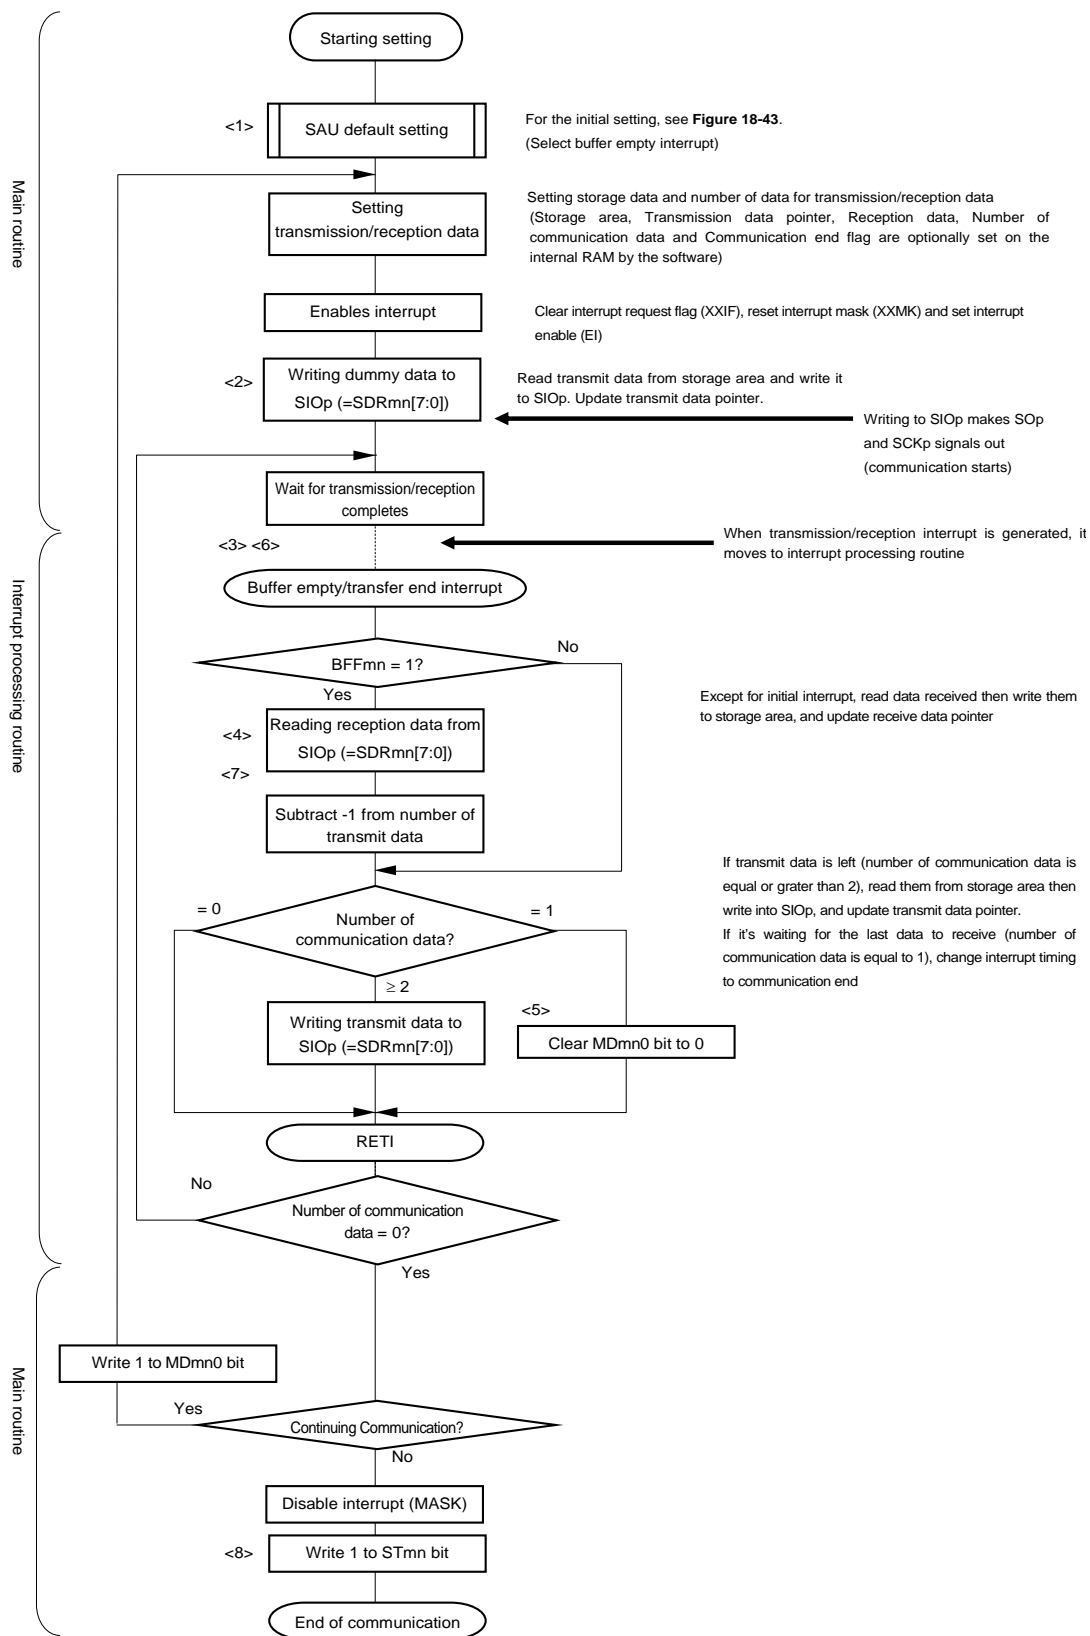 Starting setting
<1>
SAU default setting
For the initial setting, see Figure 18-43.
(Select buffer empty interrupt)
Main routine
Setting
transmission/reception data
Setting storage data and number of data for transmission/reception data
(Storage area, Transmission data pointer, Reception data, Number of
communication data and Communication end flag are optionally set on the
internal RAM by the software)
Enables interrupt
Clear interrupt request flag (XXIF), reset interrupt mask (XXMK) and set interrupt
enable (EI)
<2>
Writing dummy data to
SIOp (=SDRmn[7:0])
Read transmit data from storage area and write it
to SIOp. Update transmit data pointer.
Writing to SIOp makes SOp
and SCKp signals out
(communication starts)
Wait for transmission/reception
completes
<3> <6>
When transmission/reception interrupt is generated, it
moves to interrupt processing routine
Interrupt processing routine
Buffer empty/transfer end interrupt
BFFmn = 1?
No
Yes
Except for initial interrupt, read data received then write them
to storage area, and update receive data pointer
<4>
Reading reception data from
SIOp (=SDRmn[7:0])
<7>
Subtract -1 from number of
transmit data
If transmit data is left (number of communication data is
equal or grater than 2), read them from storage area then
write into SIOp, and update transmit data pointer.
If it's waiting for the last data to receive (number of
communication data is equal to 1), change interrupt timing
to communication end
= 0
Number of
communication data?
= 1
≥ 2
Writing transmit data to
SIOp (=SDRmn[7:0])
<5>
Clear MDmn0 bit to 0
RETI
No
Number of communication
data = 0?
Yes
Main routine
Write 1 to MDmn0 bit
Yes
Continuing Communication?
No
Disable interrupt (MASK)
<8>
Write 1 to STmn bit
End of communication